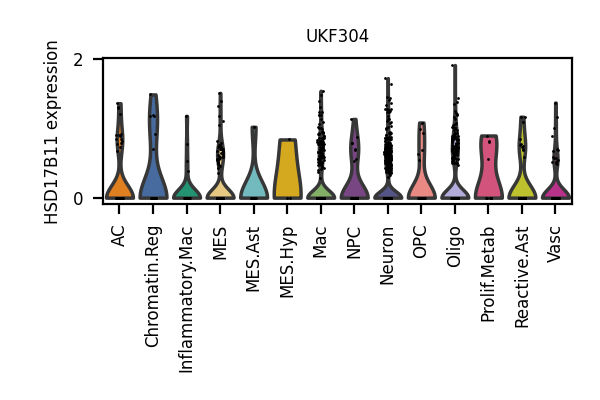 UKF304
HSD17B11 expression
2
0
AC
Chromatin.Reg
Inflammatory.Mac
MES
MES.Ast
MES.Hyp
Mac
NPC
Neuron
OPC
Oligo
Prolif.Metab
Reactive.Ast
Vasc